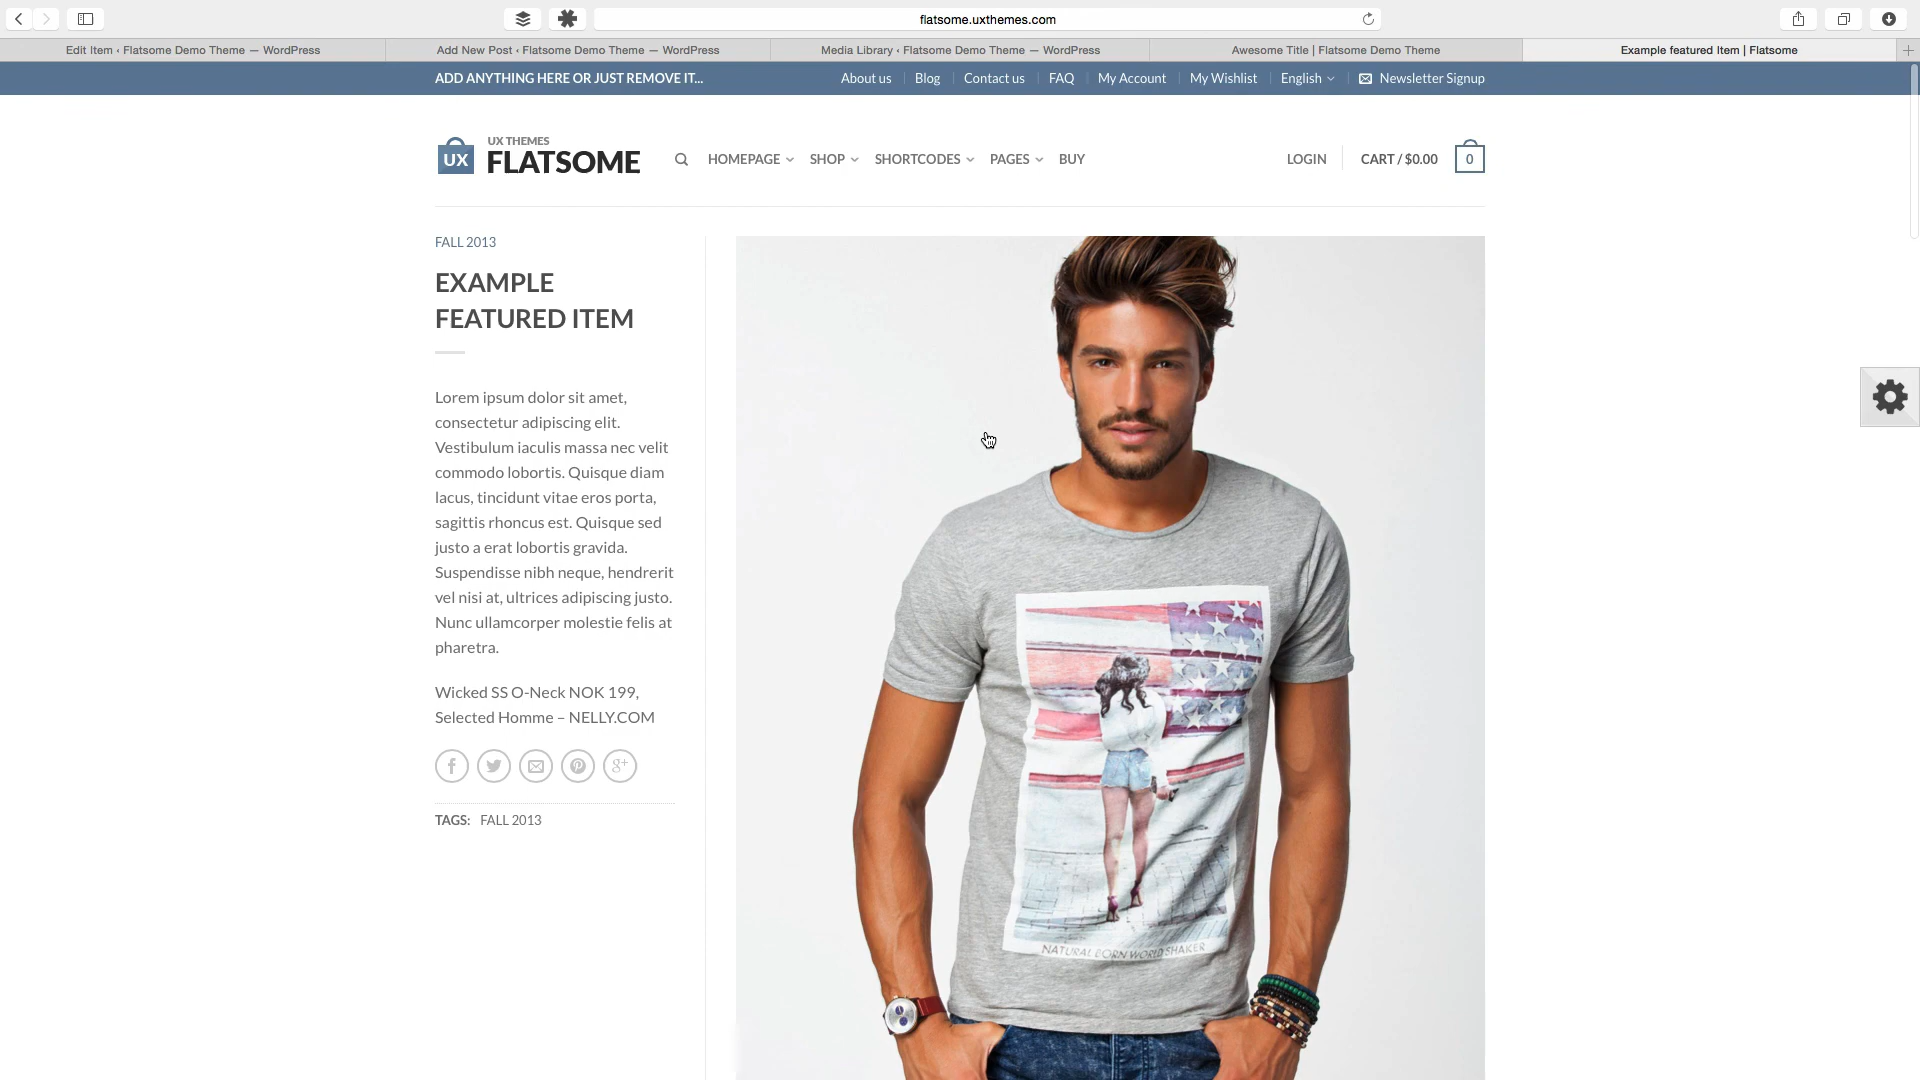 flatsome.uxthemes.com
Edit Item ‹ Flatsome Demo Theme — WordPress
Add New Post ‹ Flatsome Demo Theme — WordPress
Media Library ‹ Flatsome Demo Theme — WordPress
Awesome Title | Flatsome Demo Theme
Example featured Item | Flatsome
ADD ANYTHING HERE OR JUST REMOVE IT...
About us
Blog
Contact us
FAQ
My Account
My Wishlist
English
Newsletter Signup
UX
UX THEMES
FLATSOME
HOMEPAGE
SHOP
SHORTCODES
PAGES
BUY
LOGIN
CART / $0.00
0
FALL 2013
EXAMPLE
FEATURED ITEM
Lorem ipsum dolor sit amet,
consectetur adipiscing elit.
Vestibulum iaculis massa nec velit
commodo lobortis. Quisque diam
lacus, tincidunt vitae eros porta,
sagittis rhoncus est. Quisque sed
justo a erat lobortis gravida.
Suspendisse nibh neque, hendrerit
vel nisi at, ultrices adipiscing justo.
Nunc ullamcorper molestie felis at
pharetra.
Wicked SS O-Neck NOK 199,
Selected Homme – NELLY.COM
TAGS: FALL 2013
NATURAL BORN WORLD SHAKER